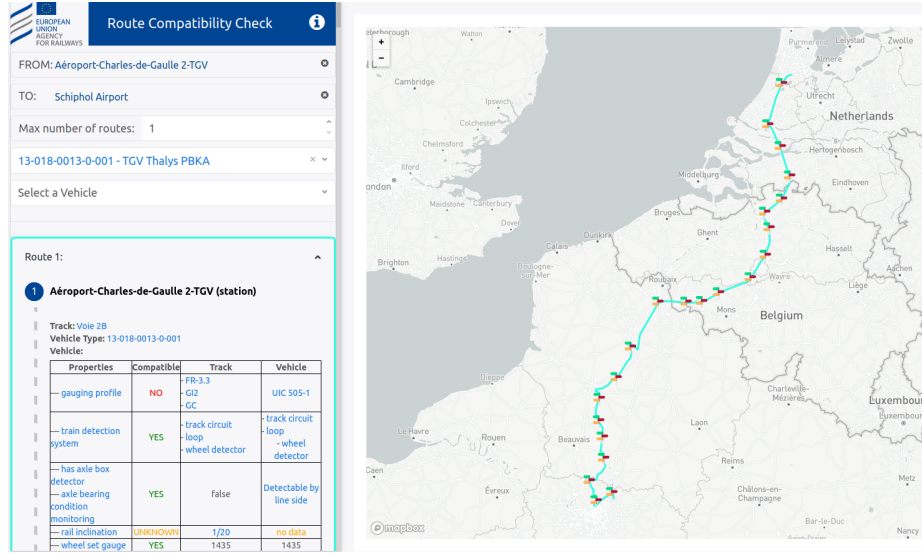 EUROPEAN
UNION
AGENCY
FOR RAILWAYS
Route Compatibility Check
FROM: Aéroport-Charles-de-Gaulle 2-TGV
TO: Schiphol Airport
Max number of routes: 1
13-018-0013-0-001 - TGV Thalys PBKA
Select a Vehicle
Route 1:
1 Aéroport-Charles-de-Gaulle 2-TGV (station)
Track: Voie 2B
Vehicle Type: 13-018-0013-0-001
Vehicle:
Properties Compatible Track Vehicle
— gauging profile NO - FR-3.3 UIC 505-1
- GI2
- GC
— train detection system YES - track circuit - track circuit
- loop - loop
- wheel detector - wheel detector
— has axle box detector
— axle bearing condition monitoring YES false Detectable by line side
— rail inclination UNKNOWN 1/20 no data
— wheel set gauge YES 1435 1435
+
-
Watton
Cambridge
Ipswich
Colchester
Chelmsford
Ilford
Maidstone
Canterbury
Dover
Brighton
Hastings
Calais
Dunkirk
Boulogne-
sur-Mer
Bruges
Middelburg
Ghent
Roubaix
Mons
Wavre
Hasselt
Liège
Aachen
Belgium
Purmerend
Lelystad
Zwolle
Almere
Utrecht
Netherlands
Hertogenbosch
Eindhoven
Dieppe
Le Havre
Rouen
Beauvais
Caen
Évreux
Laon
Reims
Charleville-
Mézières
Châlons-en-
Champagne
Bar-le-Duc
Metz
Nancy
mapbox